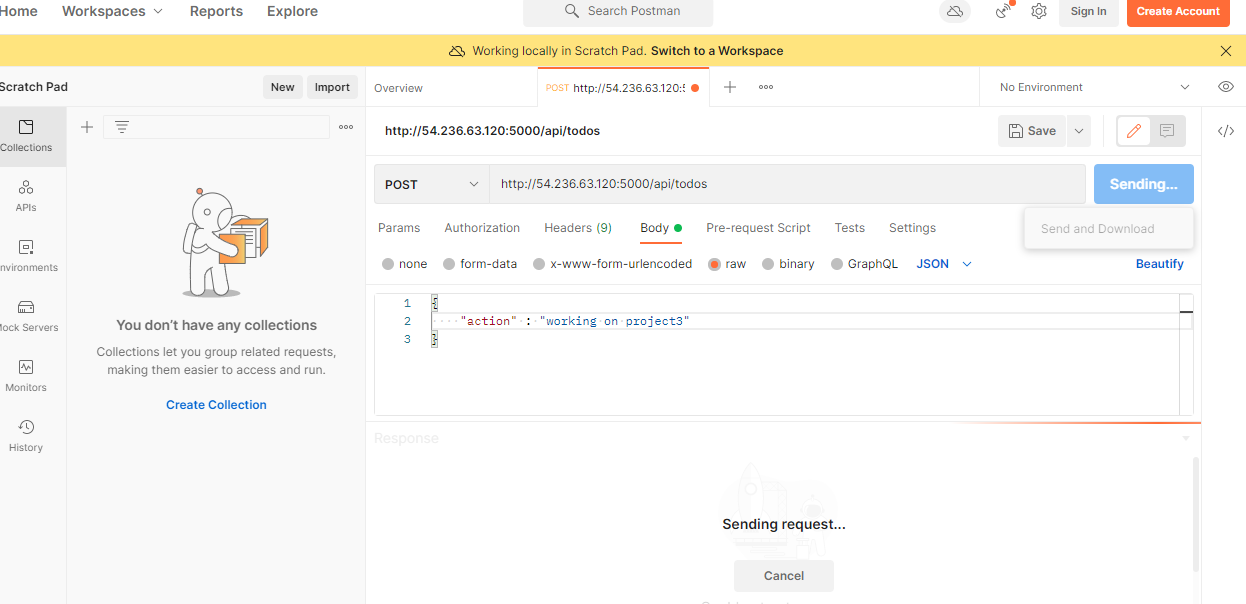 Home Workspaces Reports Explore Search Postman Sign In Create Account
Working locally in Scratch Pad. Switch to a Workspace
Scratch Pad New Import Overview POST http://54.236.63.120:5 No Environment
http://54.236.63.120:5000/api/todos Save
Collections
POST http://54.236.63.120:5000/api/todos Sending...
APIs
Params Authorization Headers (9) Body Pre-request Script Tests Settings
Send and Download
none form-data x-www-form-urlencoded raw binary GraphQL JSON Beautify
nvironments
1 {
2 "action" : "working on project3"
3 }
Mock Servers
You don't have any collections
Collections let you group related requests,
making them easier to access and run.
Monitors
Create Collection
Response
History
Sending request...
Cancel